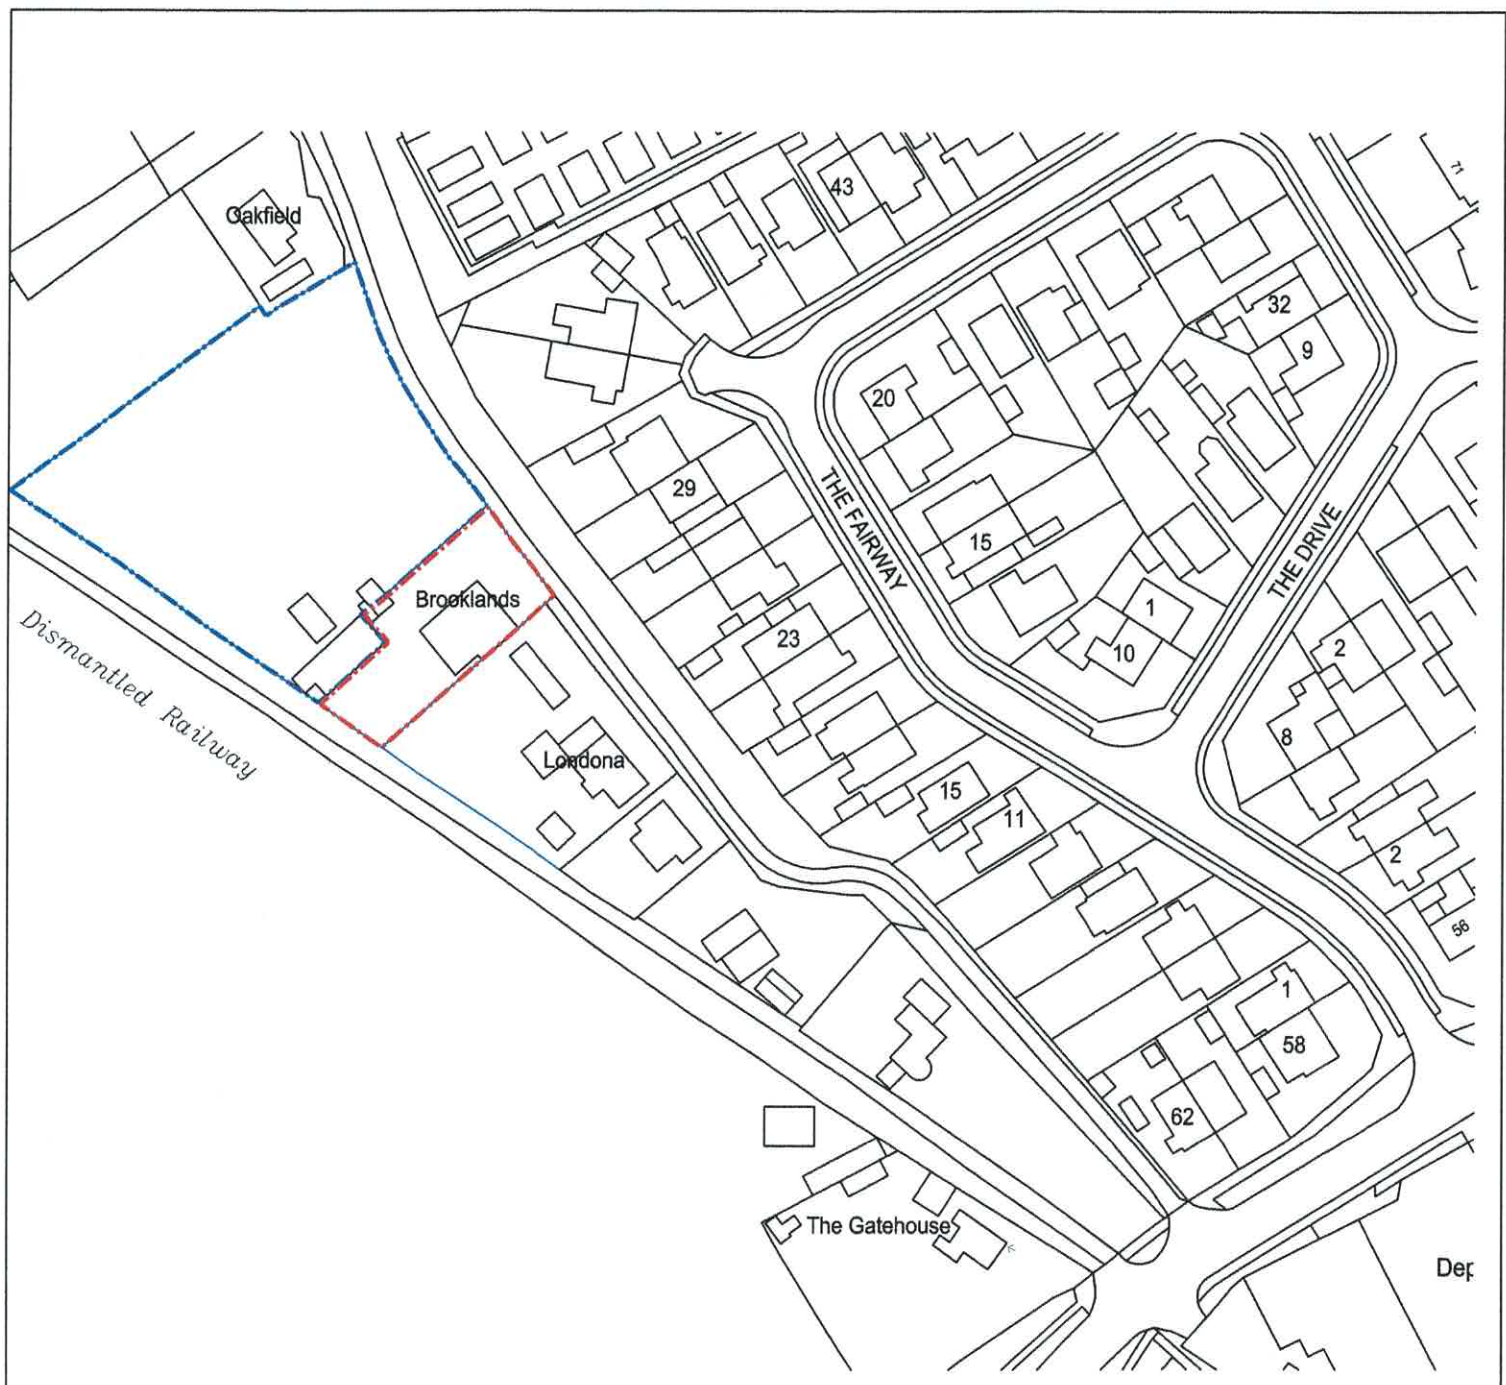 71
43
Oakfield
32
9
20
29
THE FAIRWAY
15
THE DRIVE
Brooklands
1
23
10
2
Dismantled Railway
8
Londona
15
11
2
56
1
58
62
The Gatehouse
Dep